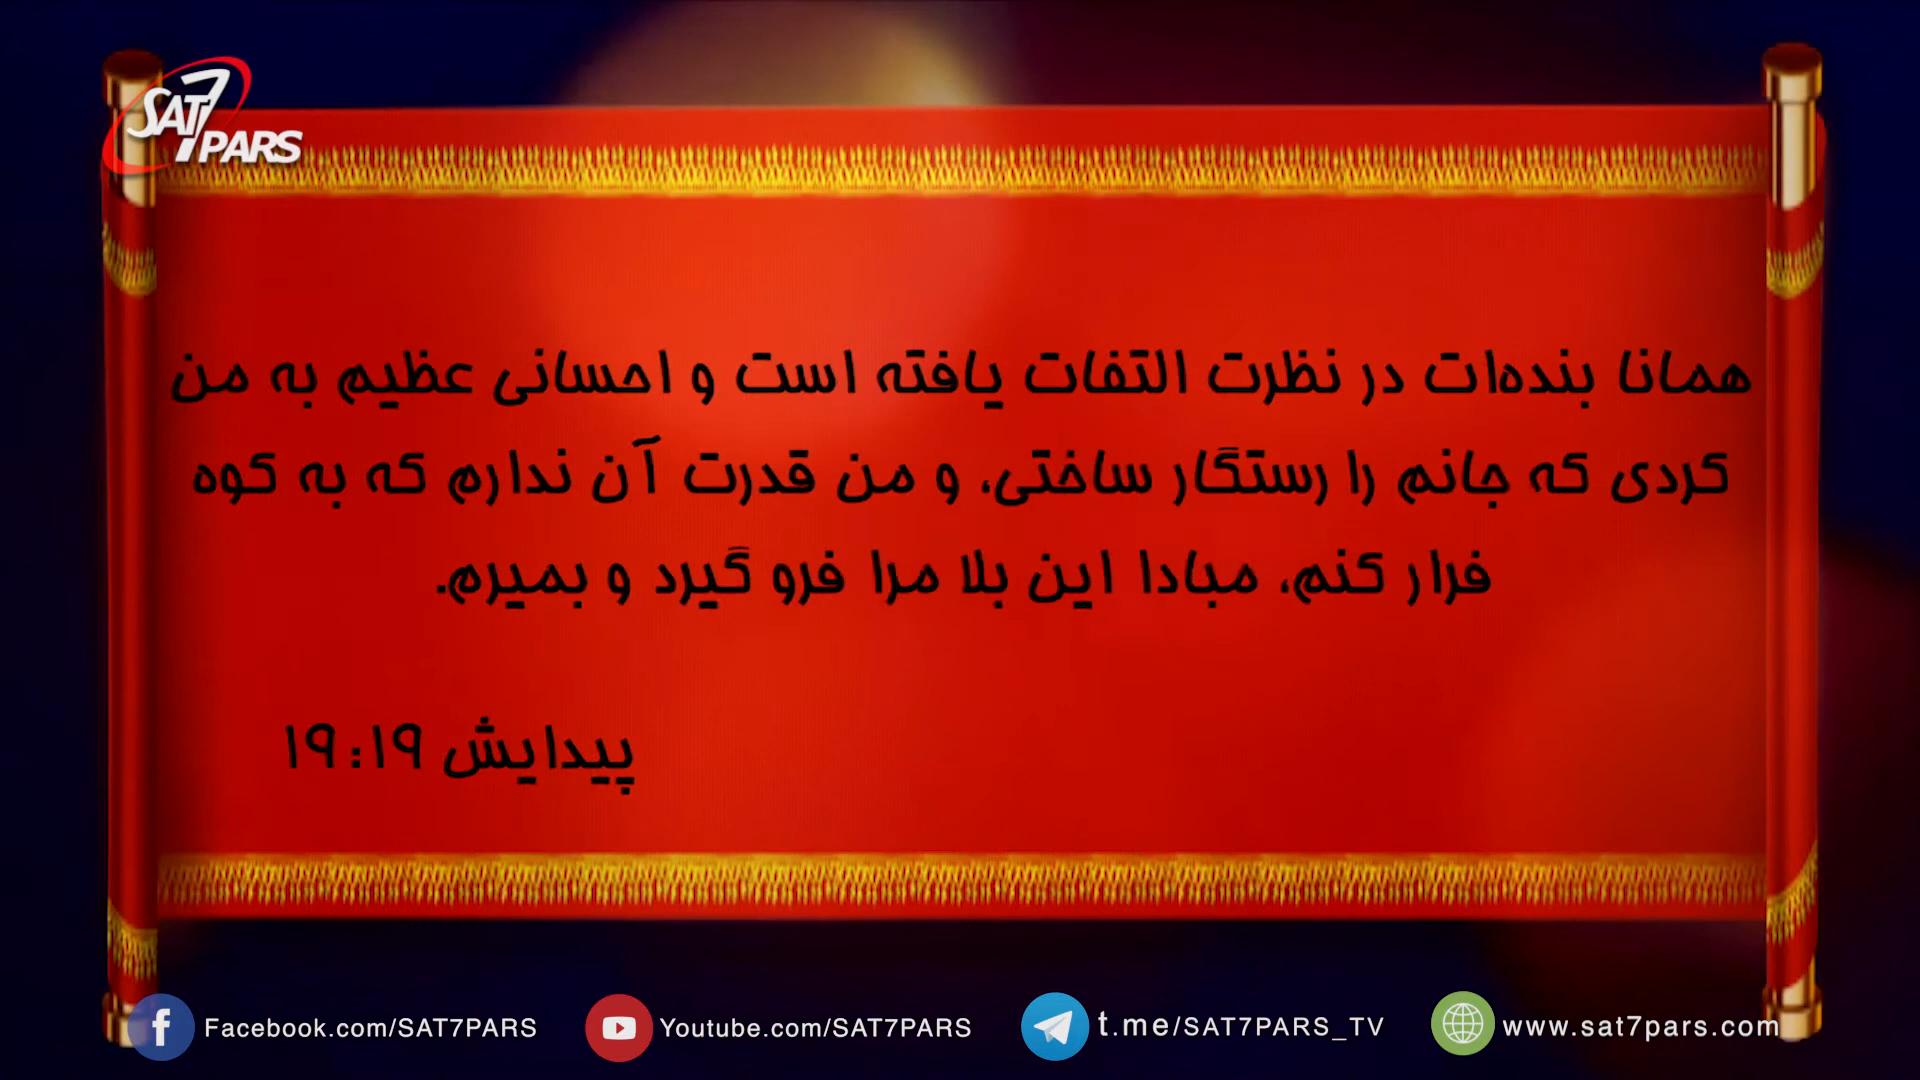 SAT7PARS
همانا بنده‌ات در نظرت التفات یافته است و احسانی عظیم به من
کردی که جانم را رستگار ساختی، و من قدرت آن ندارم که به کوه
فرار کنم، مبادا این بلا مرا فرو گیرد و بمیرم.
پیدایش ۱۹:۱۹
Facebook.com/SAT7PARS
Youtube.com/SAT7PARS
t.me/SAT7PARS_TV
www.sat7pars.com